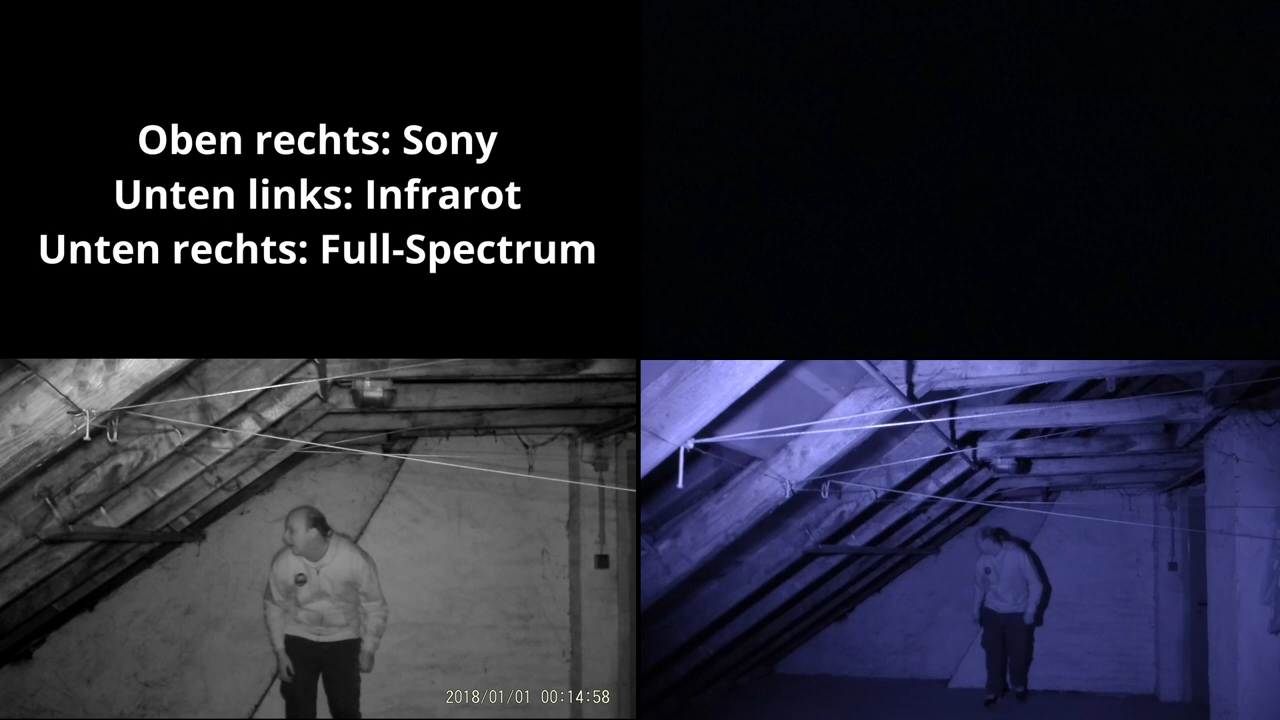 Oben rechts: Sony
Unten links: Infrarot
Unten rechts: Full-Spectrum
2018/01/01 00:14:58